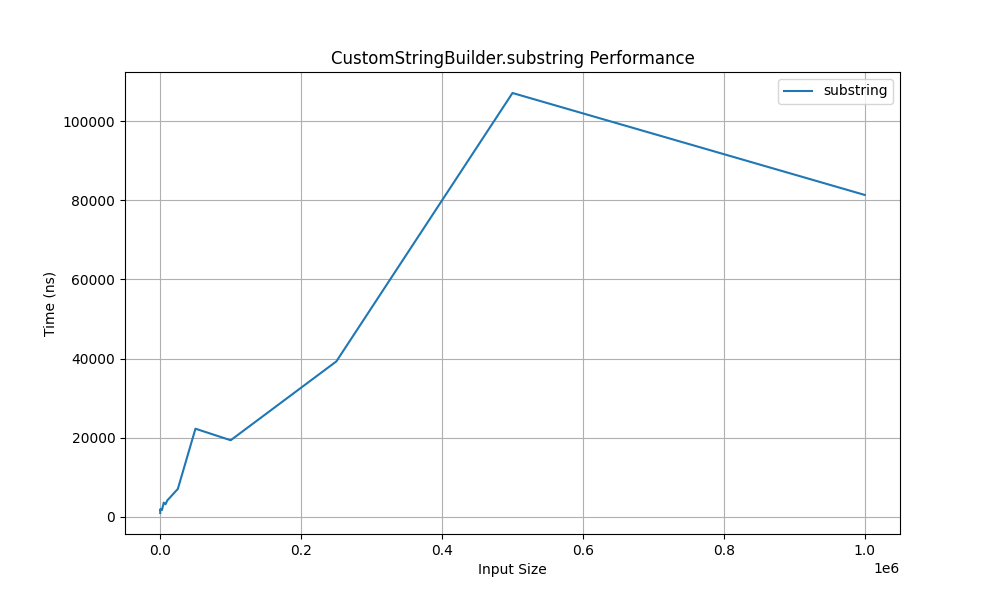 CustomStringBuilder.substring Performance
substring
100000
80000
60000
40000
20000
0
Time (ns)
0.0 0.2 0.4 0.6 0.8 1.0
1e6
Input Size